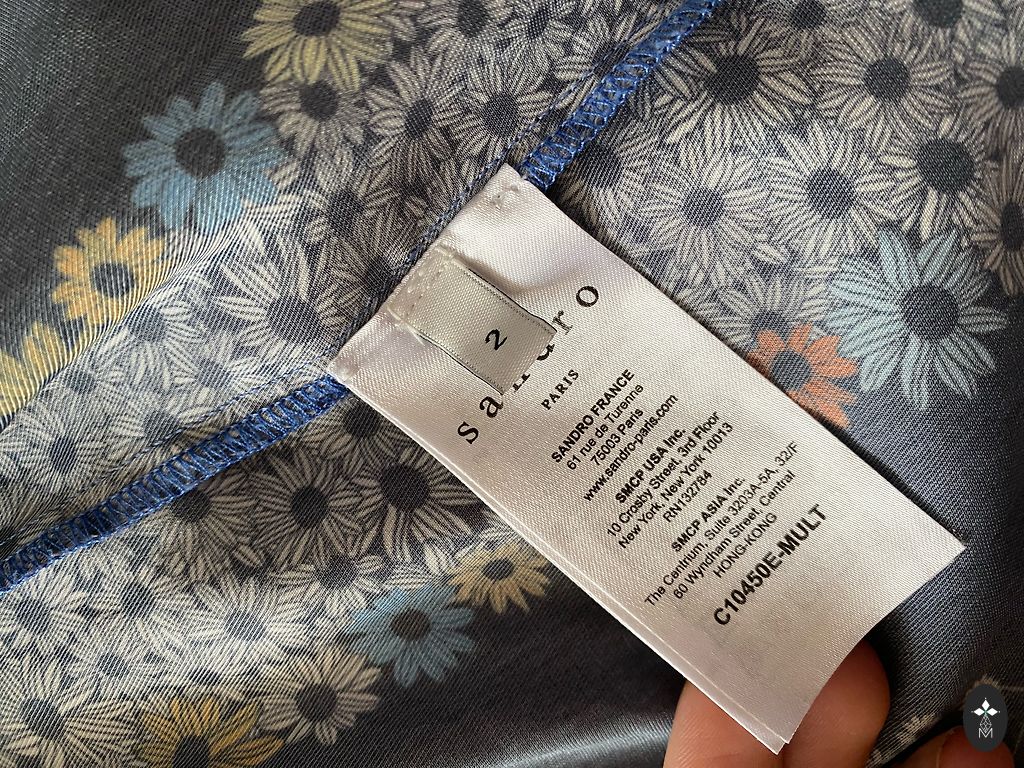 2
sandro
PARIS
SANDRO FRANCE
61 rue de Turenne
75003 Paris
www.sandro-paris.com
SMCP USA Inc.
10 Crosby Street, 3rd Floor
New York, New York 10013
RN132784
SMCP ASIA Inc.
The Centrium, Suite 3203A-5A, 32/F
60 Wyndham Street, Central
HONG-KONG
C10450E-MULT
M